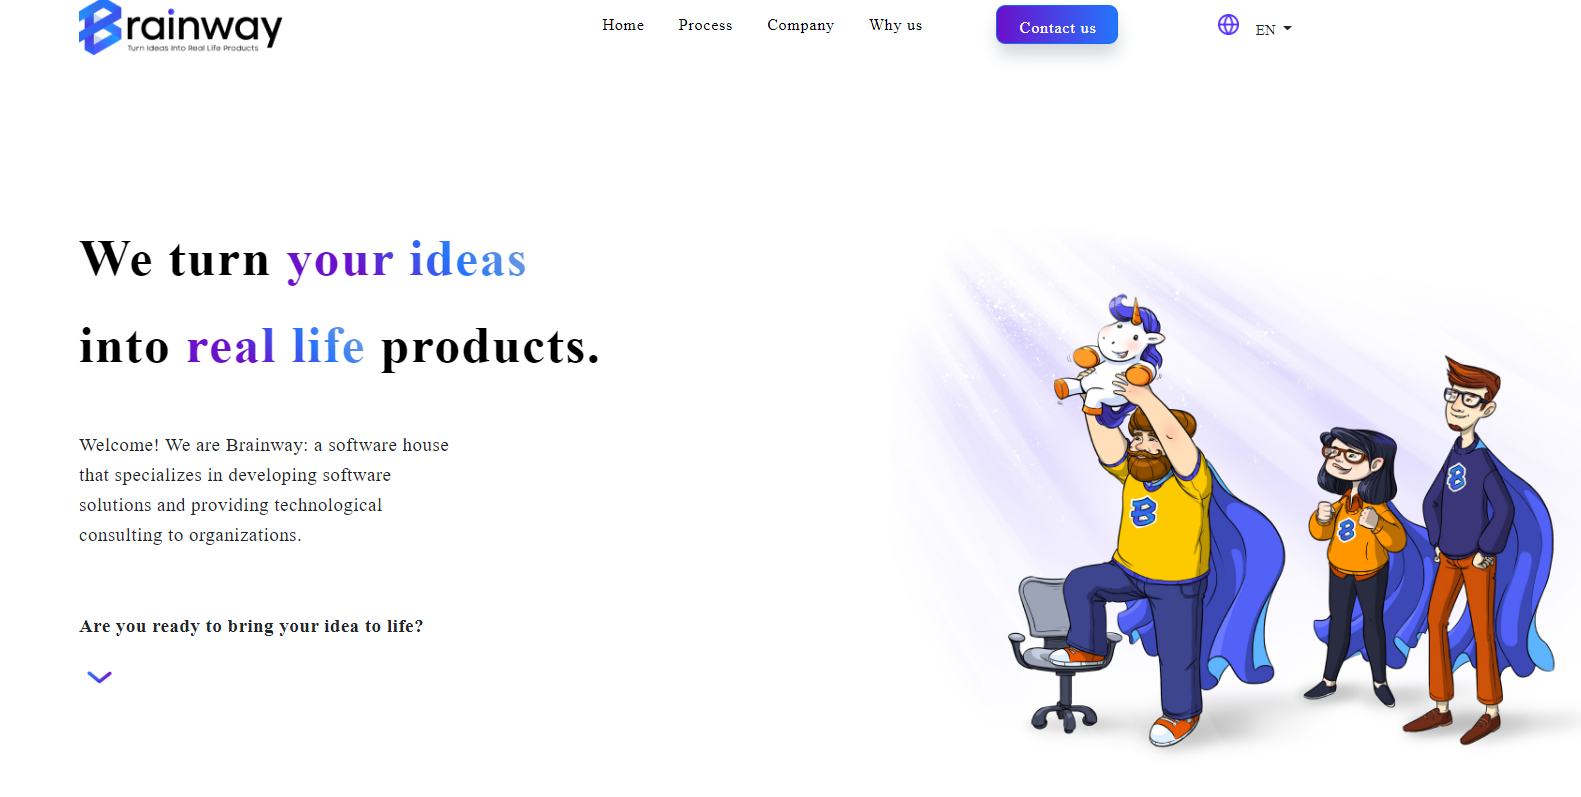 Brainway
Turn Ideas Into Real Life Products
Home Process Company Why us Contact us EN
We turn your ideas
into real life products.
Welcome! We are Brainway: a software house
that specializes in developing software
solutions and providing technological
consulting to organizations.
Are you ready to bring your idea to life?
B
B
B